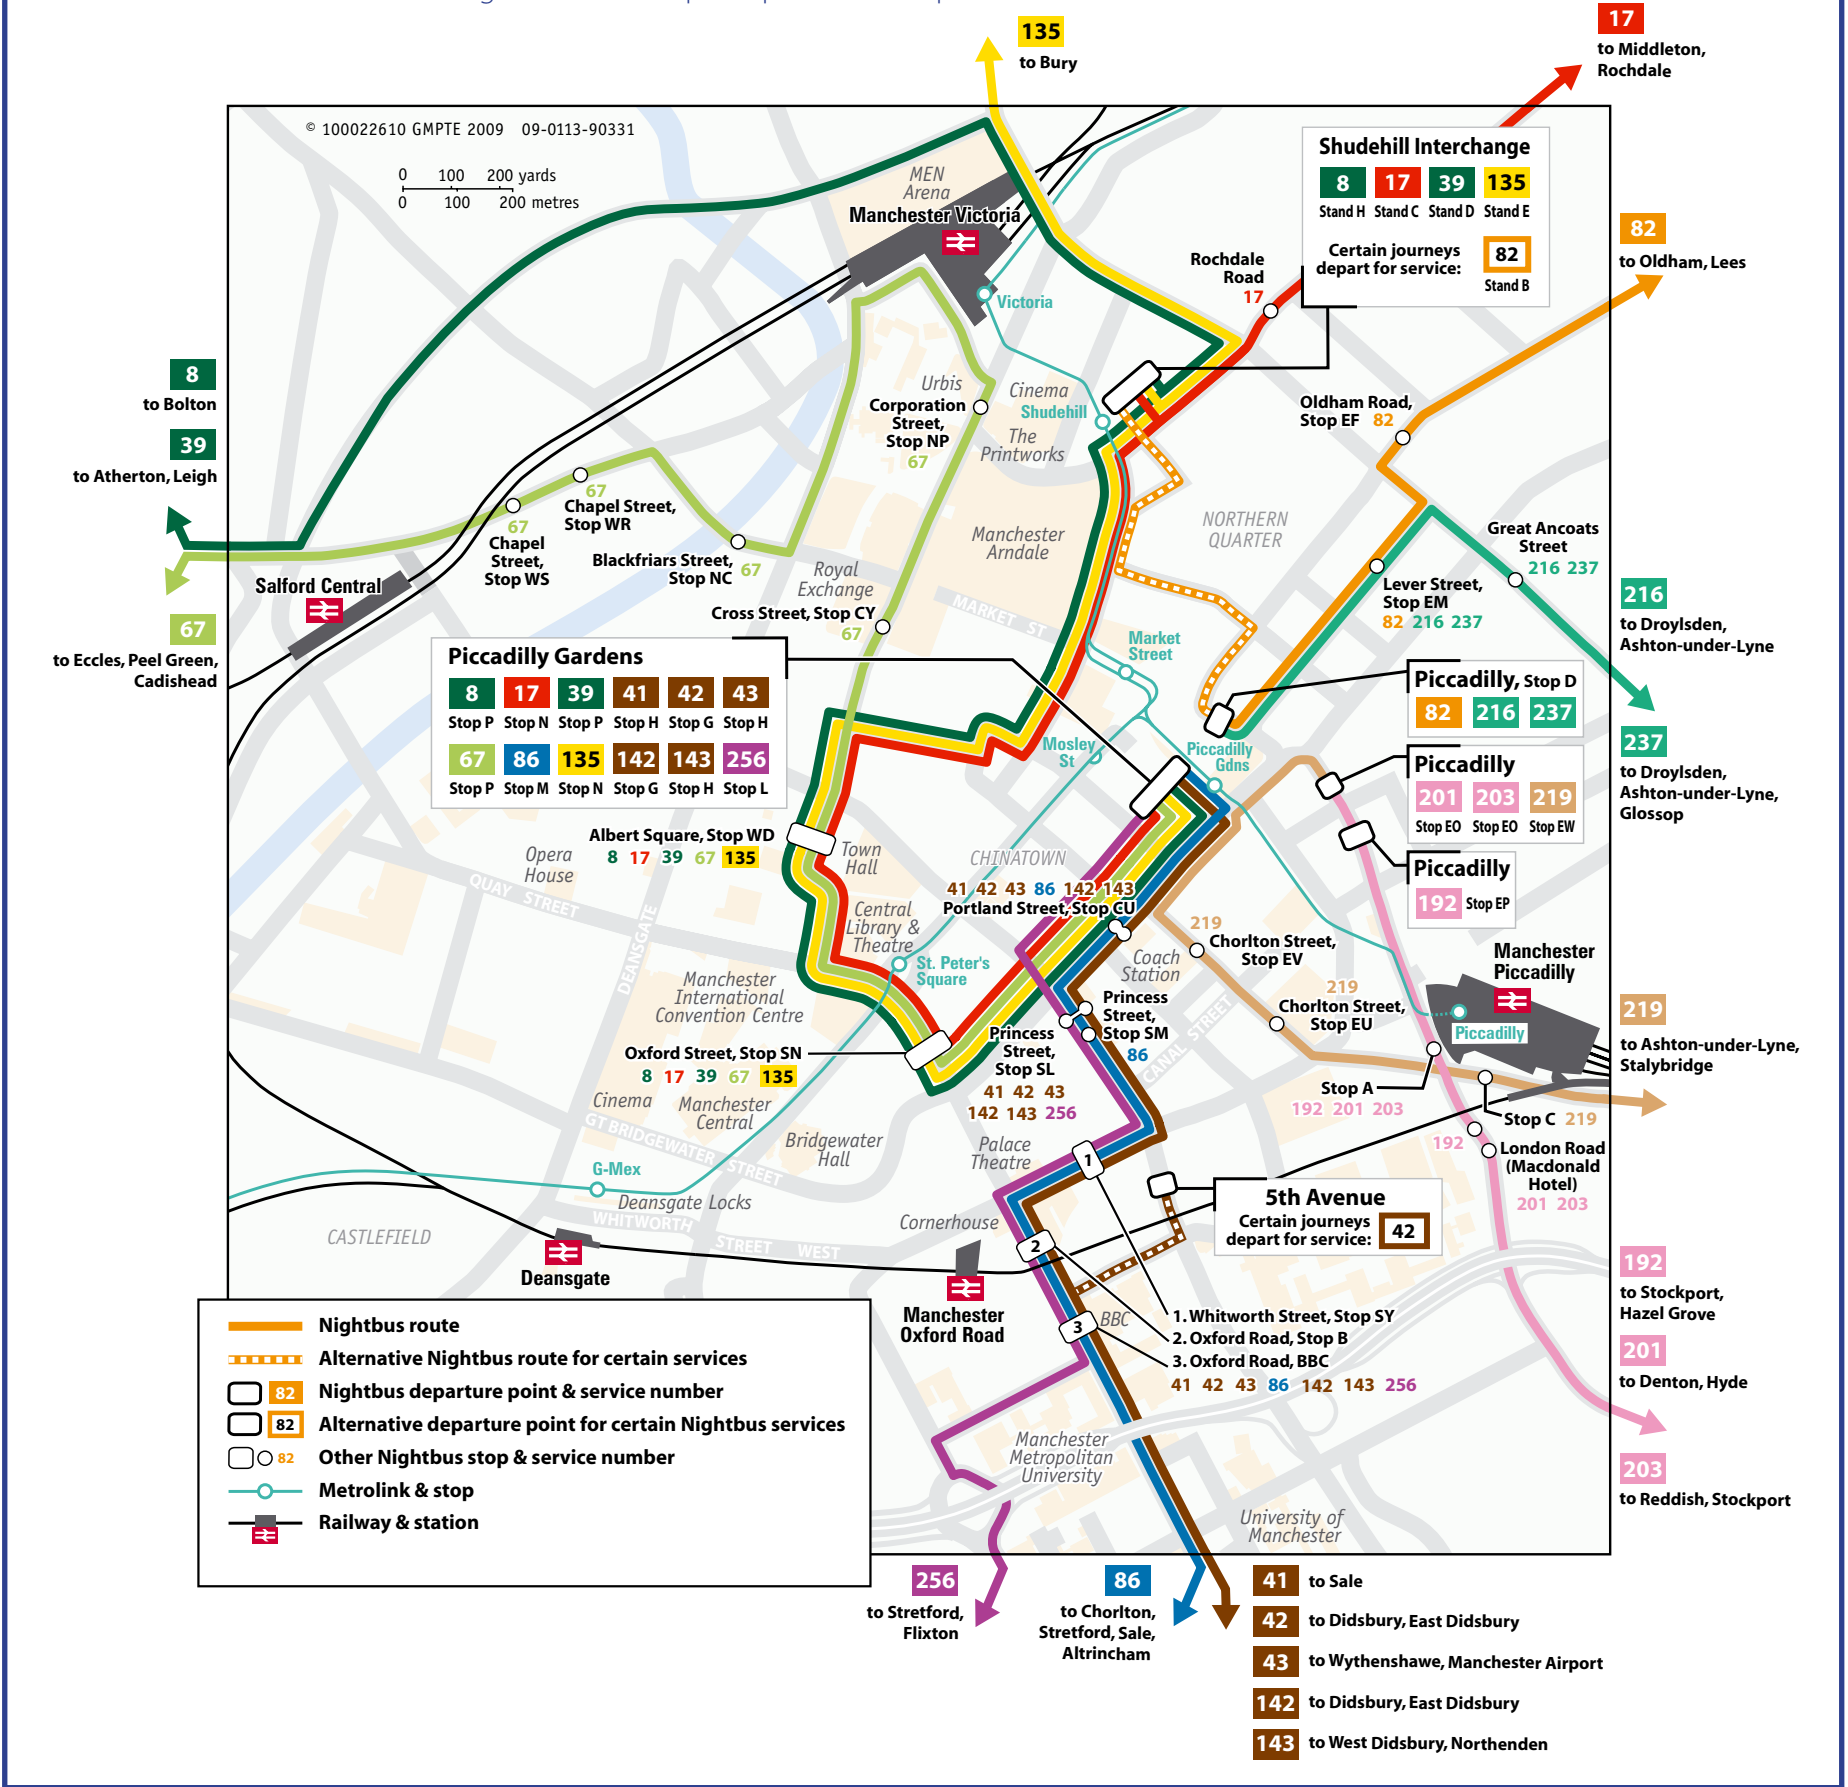 135
to Bury
17
to Middleton,
Rochdale
© 100022610 GMPTE 2009 09-0113-90331
0 100 200 yards
0 100 200 metres
MEN
Arena
Manchester Victoria
Victoria
Shudehill Interchange
8 17 39 135
Stand H Stand C Stand D Stand E
Certain journeys
depart for service:
82
Stand B
Rochdale
Road
17
82
to Oldham, Lees
8
to Bolton
39
to Atherton, Leigh
67
to Eccles, Peel Green,
Cadishead
Urbis
Corporation
Street,
Stop NP
67
Cinema
Shudehill
The
Printworks
Oldham Road,
Stop EF 82
67
Chapel Street,
Stop WR
67
Chapel
Street,
Stop WS
Blackfriars Street,
Stop NC 67
Salford Central
Royal
Exchange
Cross Street, Stop CY
67
Manchester
Arndale
MARKET ST
NORTHERN
QUARTER
Great Ancoats
Street
216 237
Lever Street,
Stop EM
82 216 237
216
to Droylsden,
Ashton-under-Lyne
237
to Droylsden,
Ashton-under-Lyne,
Glossop
Piccadilly Gardens
8 17 39 41 42 43
Stop P Stop N Stop P Stop H Stop G Stop H
67 86 135 142 143 256
Stop P Stop M Stop N Stop G Stop H Stop L
Market
Street
Mosley
St
Piccadilly
Gdns
Piccadilly, Stop D
82 216 237
Piccadilly
201 203 219
Stop EO Stop EO Stop EW
Piccadilly
192 Stop EP
Albert Square, Stop WD
8 17 39 67 135
Opera
House
Town
Hall
QUAY STREET
DEANSGATE
Central
Library &
Theatre
St. Peter's
Square
CHINATOWN
41 42 43 86 142 143
Portland Street, Stop CU
Coach
Station
219
Chorlton Street,
Stop EV
219
Chorlton Street,
Stop EU
Manchester
Piccadilly
Piccadilly
219
to Ashton-under-Lyne,
Stalybridge
Manchester
International
Convention Centre
Oxford Street, Stop SN
8 17 39 67 135
Princess
Street,
Stop SM
86
Princess
Street,
Stop SL
41 42 43
142 143 256
CANAL STREET
Stop A
192 201 203
Stop C 219
192
London Road
(Macdonald
Hotel)
201 203
Cinema
Manchester
Central
Bridgewater
Hall
GT BRIDGEWATER STREET
Palace
Theatre
G-Mex
Deansgate Locks
WHITWORTH STREET WEST
CASTLEFIELD
Cornerhouse
Deansgate
Manchester
Oxford Road
1
2
3
5th Avenue
Certain journeys
depart for service:
42
BBC
1. Whitworth Street, Stop SY
2. Oxford Road, Stop B
3. Oxford Road, BBC
41 42 43 86 142 143 256
192
to Stockport,
Hazel Grove
201
to Denton, Hyde
203
to Reddish, Stockport
Nightbus route
Alternative Nightbus route for certain services
82 Nightbus departure point & service number
82 Alternative departure point for certain Nightbus services
82 Other Nightbus stop & service number
Metrolink & stop
Railway & station
Manchester
Metropolitan
University
University of
Manchester
256
to Stretford,
Flixton
86
to Chorlton,
Stretford, Sale,
Altrincham
41 to Sale
42 to Didsbury, East Didsbury
43 to Wythenshawe, Manchester Airport
142 to Didsbury, East Didsbury
143 to West Didsbury, Northenden